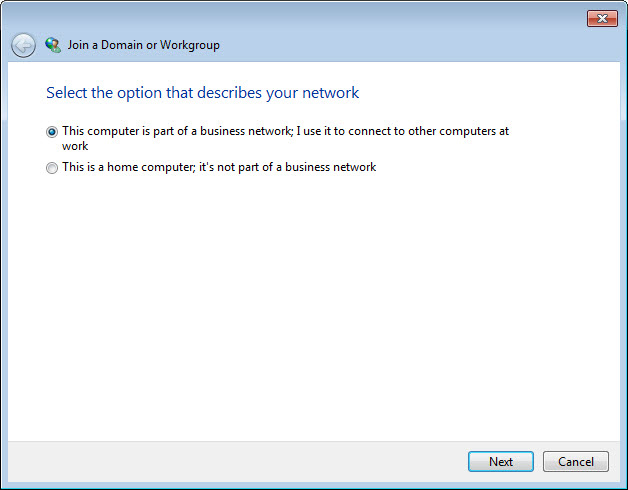 Join a Domain or Workgroup
Select the option that describes your network
This computer is part of a business network; I use it to connect to other computers at
work
This is a home computer; it's not part of a business network
Next
Cancel